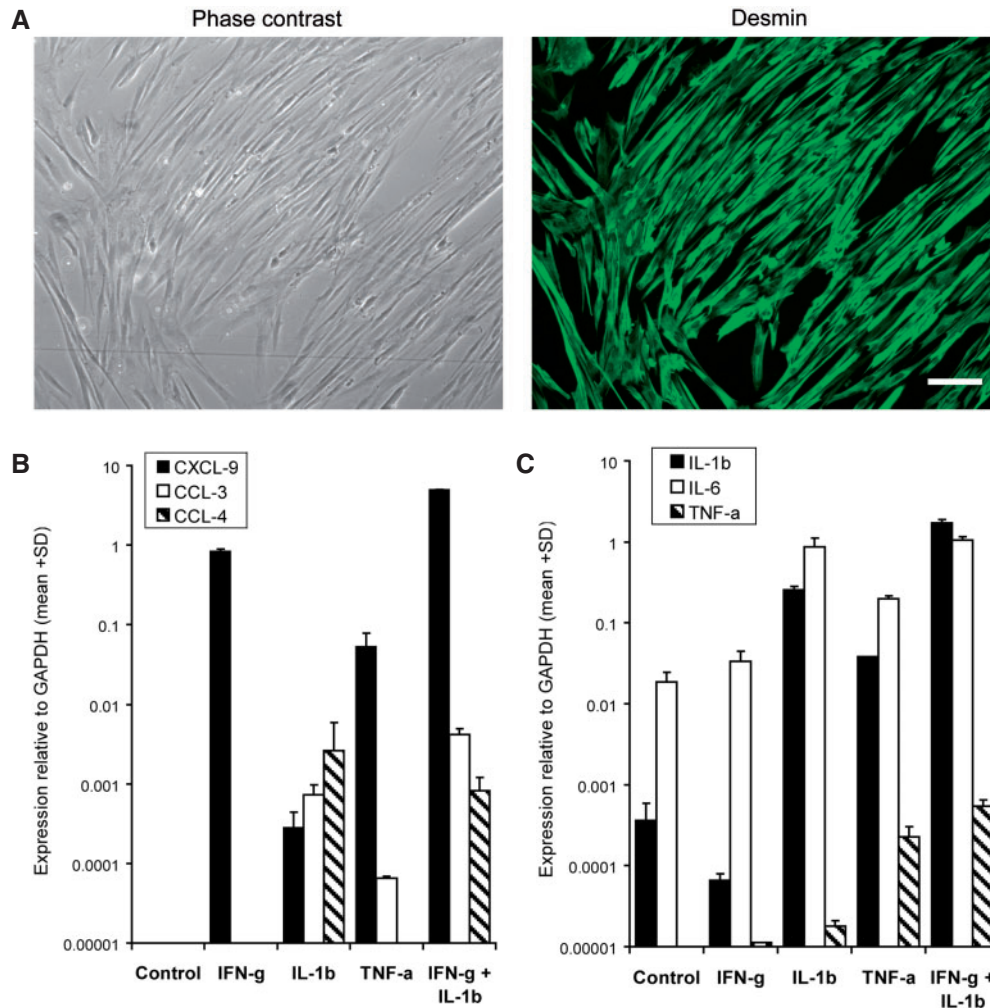 A
Phase contrast
Desmin
B
CXCL-9
CCL-3
CCL-4
Expression relative to GAPDH (mean +SD)
10
1
0.1
0.01
0.001
0.0001
0.00001
Control
IFN-g
IL-1b
TNF-a
IFN-g +
IL-1b
C
IL-1b
IL-6
TNF-a
Expression relative to GAPDH (mean +SD)
10
1
0.1
0.01
0.001
0.0001
0.00001
Control
IFN-g
IL-1b
TNF-a
IFN-g +
IL-1b